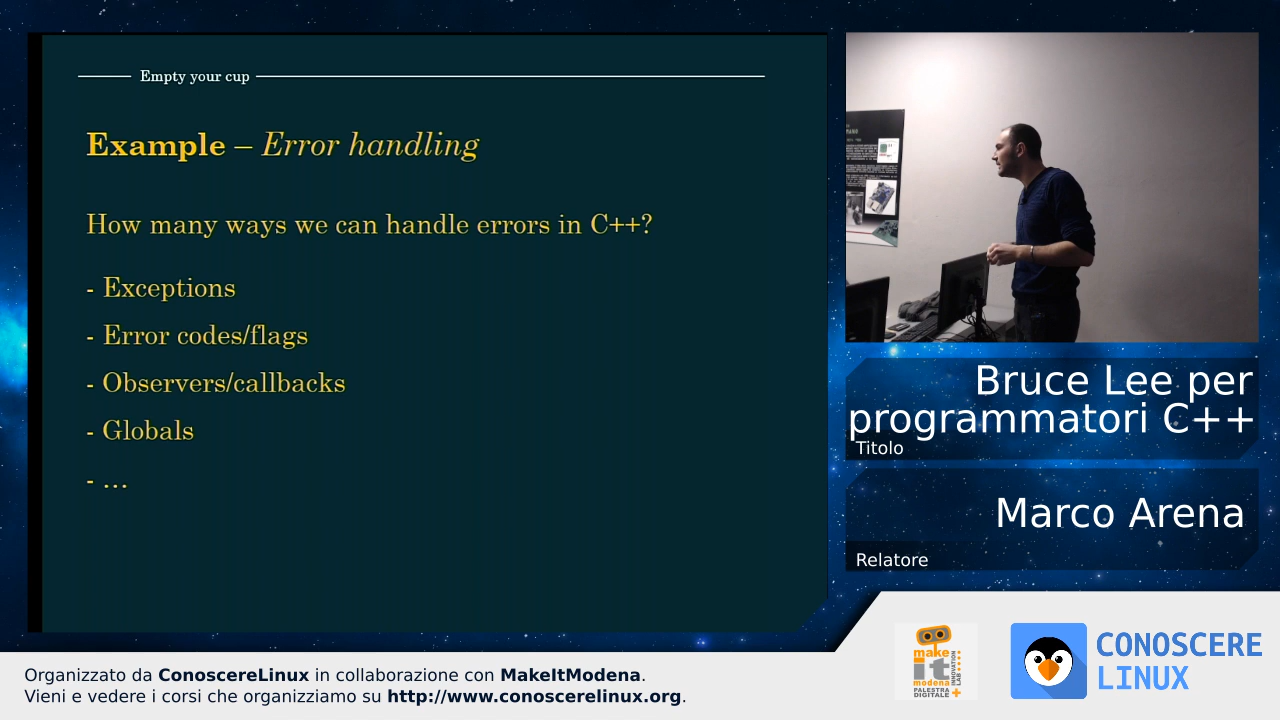 Empty your cup
Example – Error handling
How many ways we can handle errors in C++?
- Exceptions
- Error codes/flags
- Observers/callbacks
- Globals
- ...
Bruce Lee per
programmatori C++
Titolo
Marco Arena
Relatore
Organizzato da ConoscereLinux in collaborazione con MakeItModena.
Vieni e vedere i corsi che organizziamo su http://www.conoscerelinux.org.
make
it
modena
PALESTRA
DIGITALE
INNOVATION
LAB
CONOSCERE
LINUX